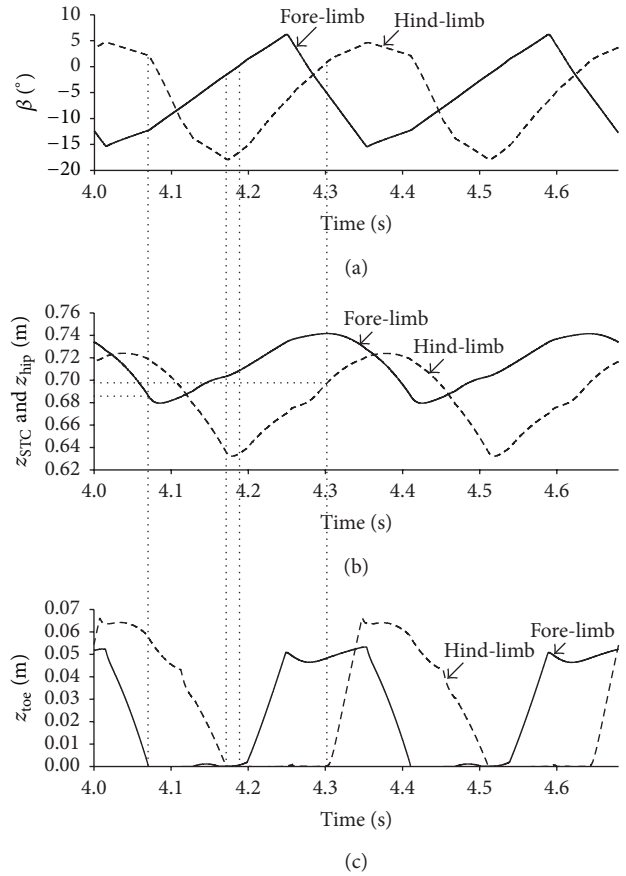 10
5
0
−5
−10
−15
−20
β (°)
Fore-limb
Hind-limb
4.0 4.1 4.2 4.3 4.4 4.5 4.6
Time (s)
(a)
0.76
0.74
0.72
0.70
0.68
0.66
0.64
0.62
z_STC and z_hip (m)
Fore-limb
Hind-limb
4.0 4.1 4.2 4.3 4.4 4.5 4.6
Time (s)
(b)
0.07
0.06
0.05
0.04
0.03
0.02
0.01
0.00
z_toe (m)
Fore-limb
Hind-limb
4.0 4.1 4.2 4.3 4.4 4.5 4.6
Time (s)
(c)